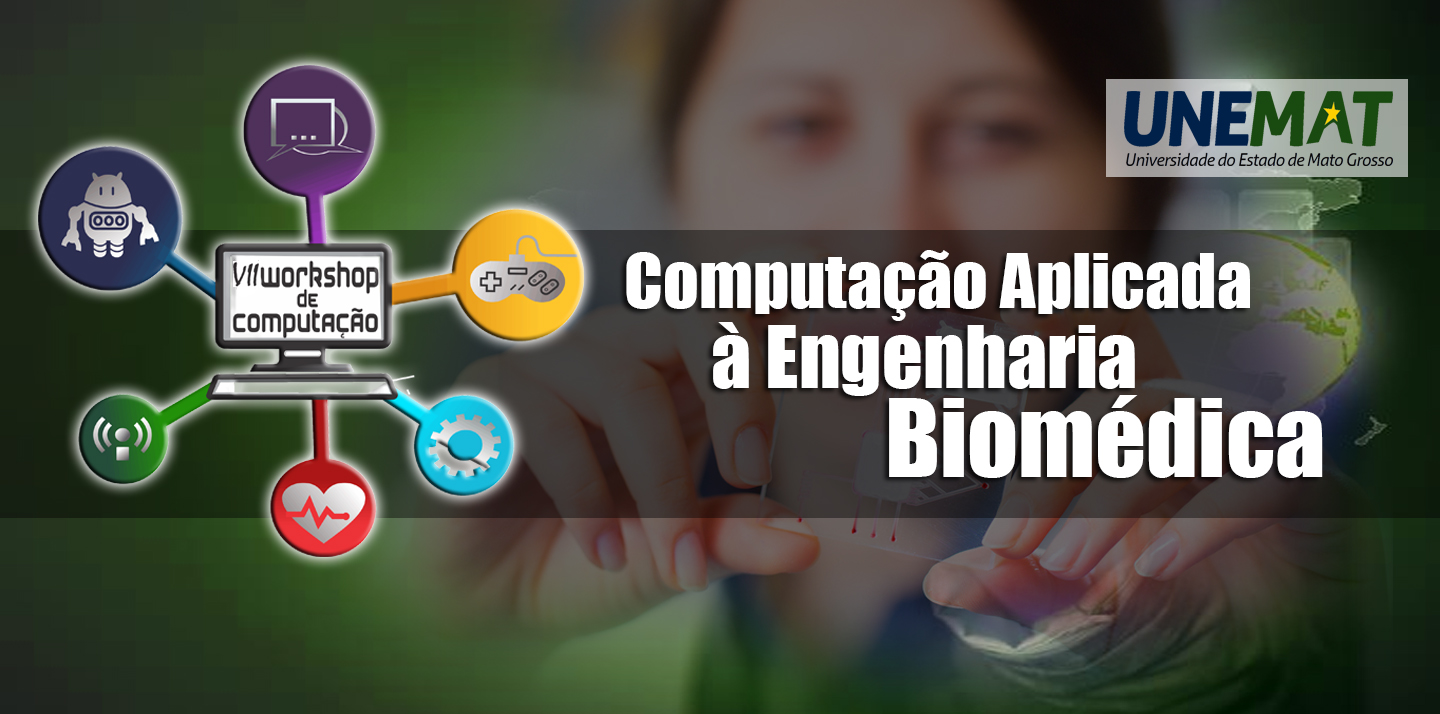 UNEMAT
Universidade do Estado de Mato Grosso
VII WORKSHOP
DE
COMPUTAÇÃO
Computação Aplicada
à Engenharia
Biomédica